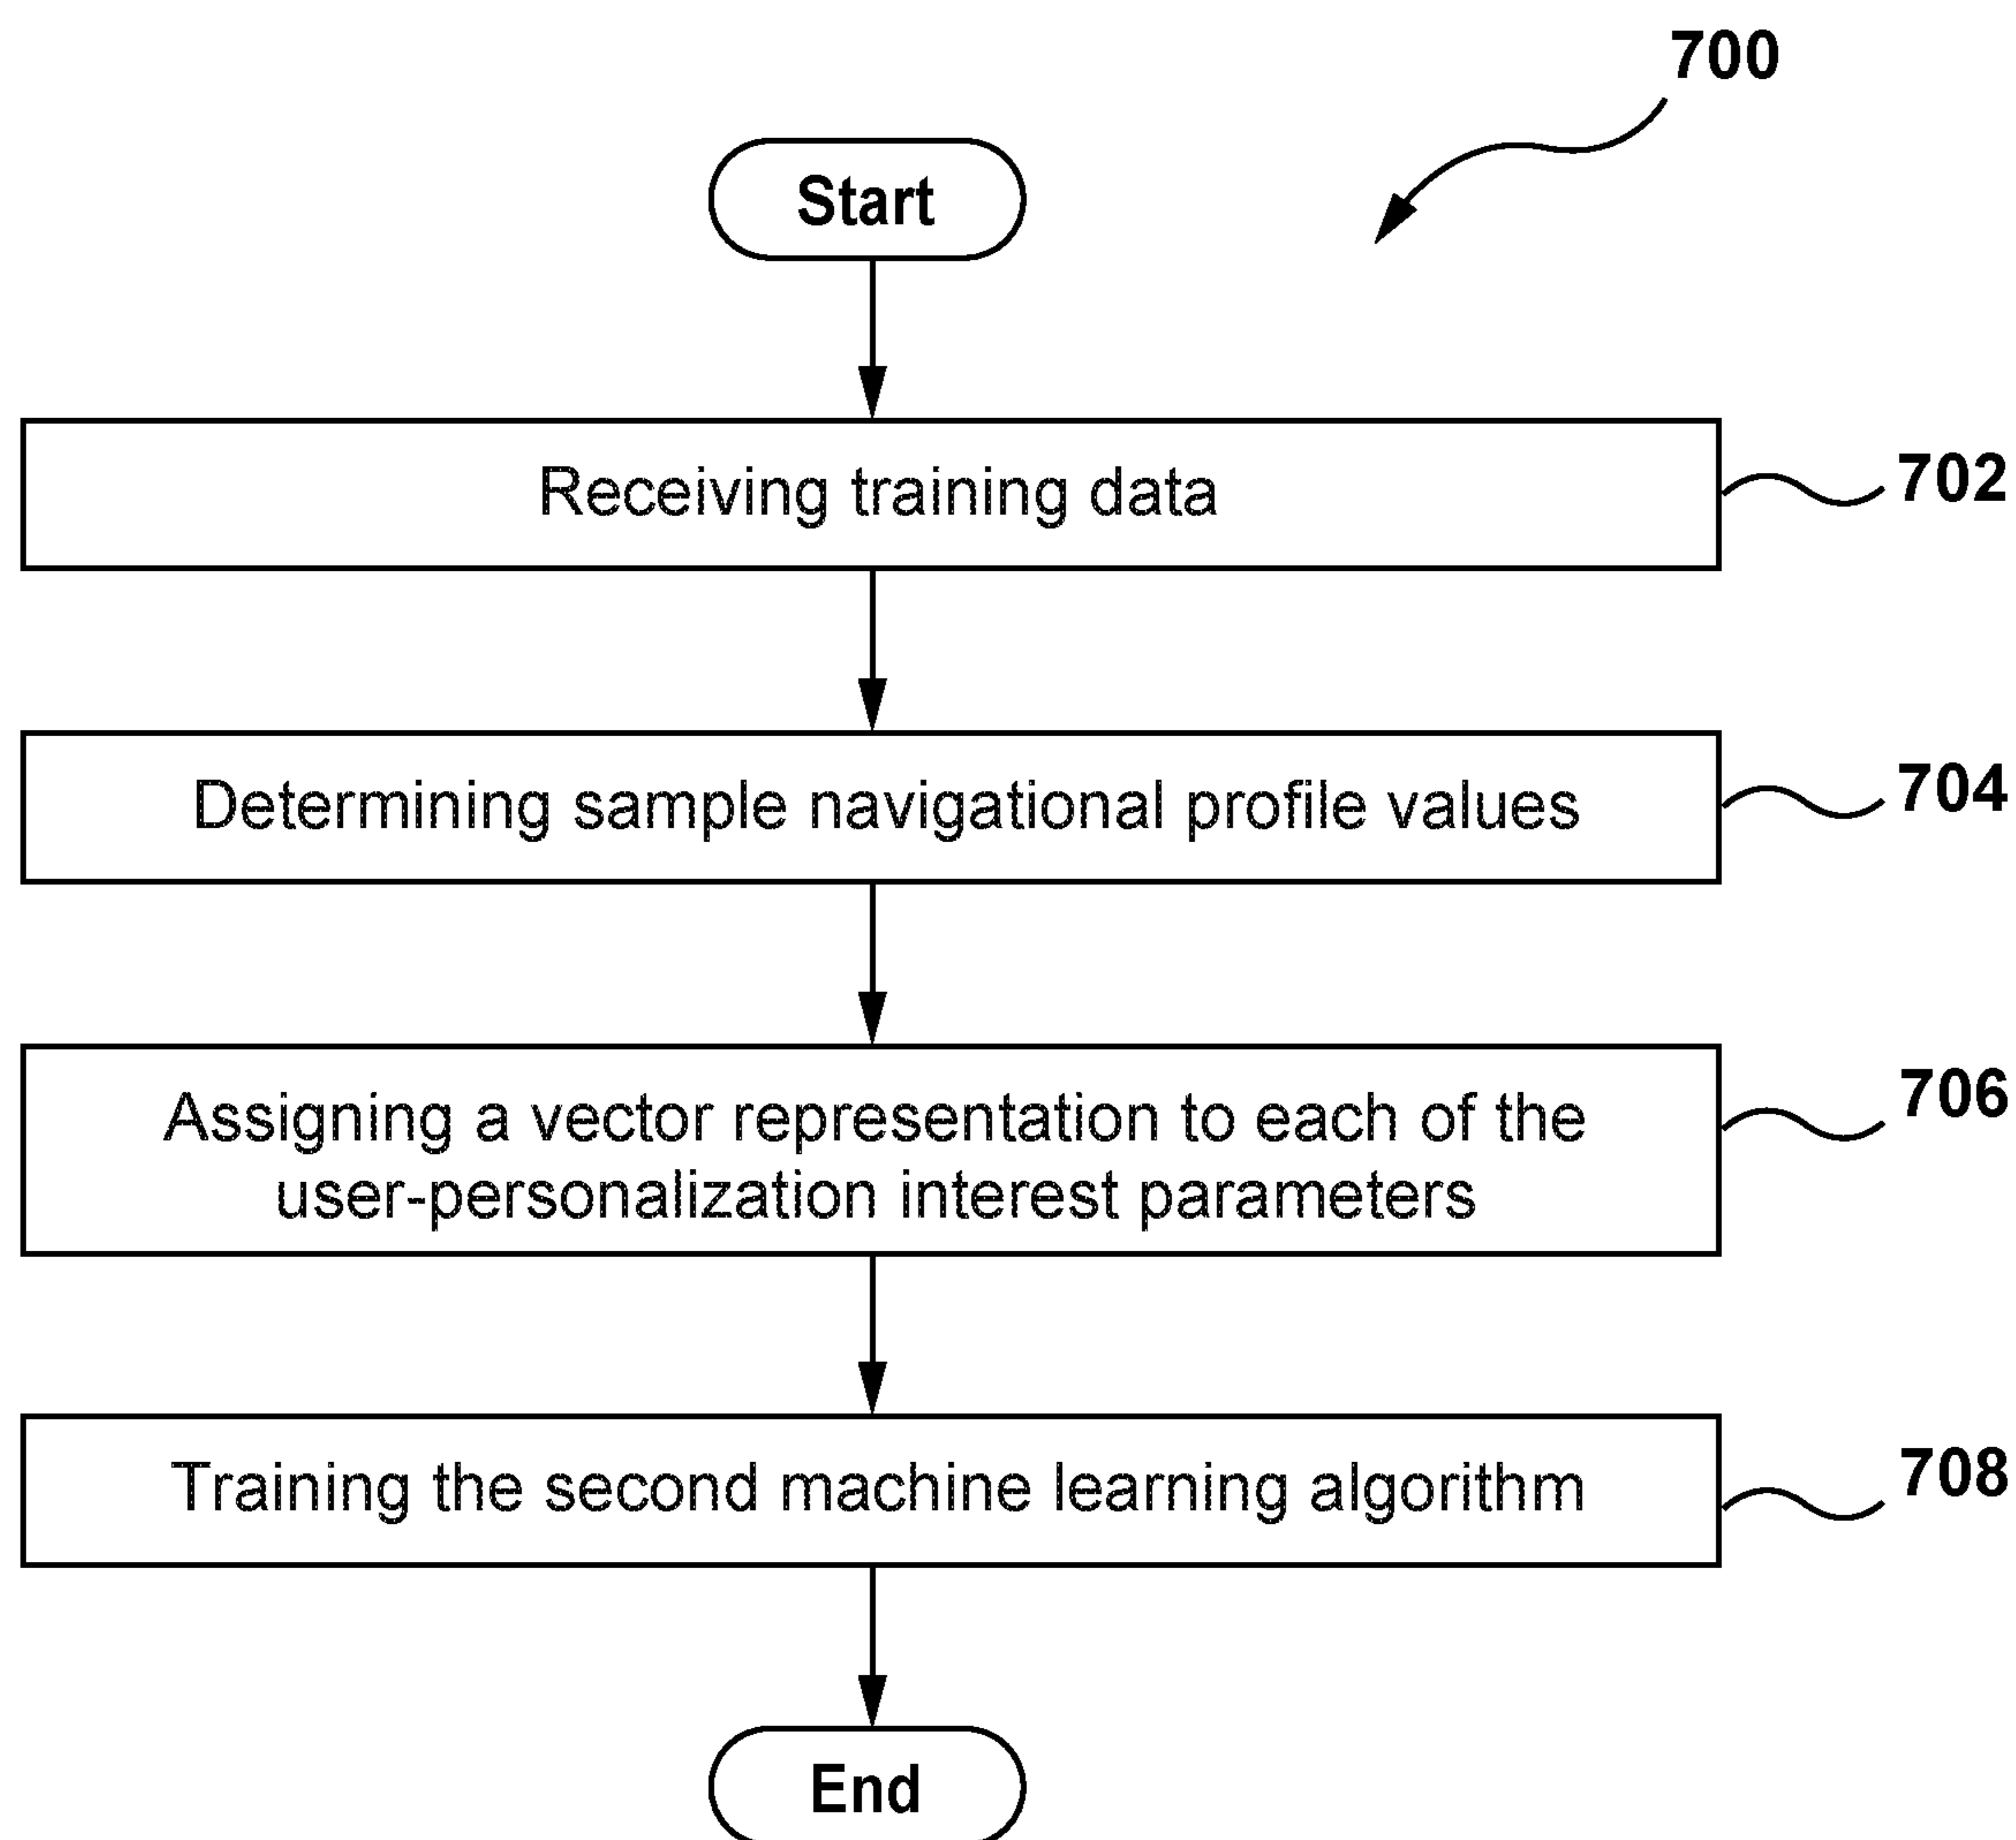 700
Start
Receiving training data
702
Determining sample navigational profile values
704
Assigning a vector representation to each of the
user-personalization interest parameters
706
Training the second machine learning algorithm
708
End